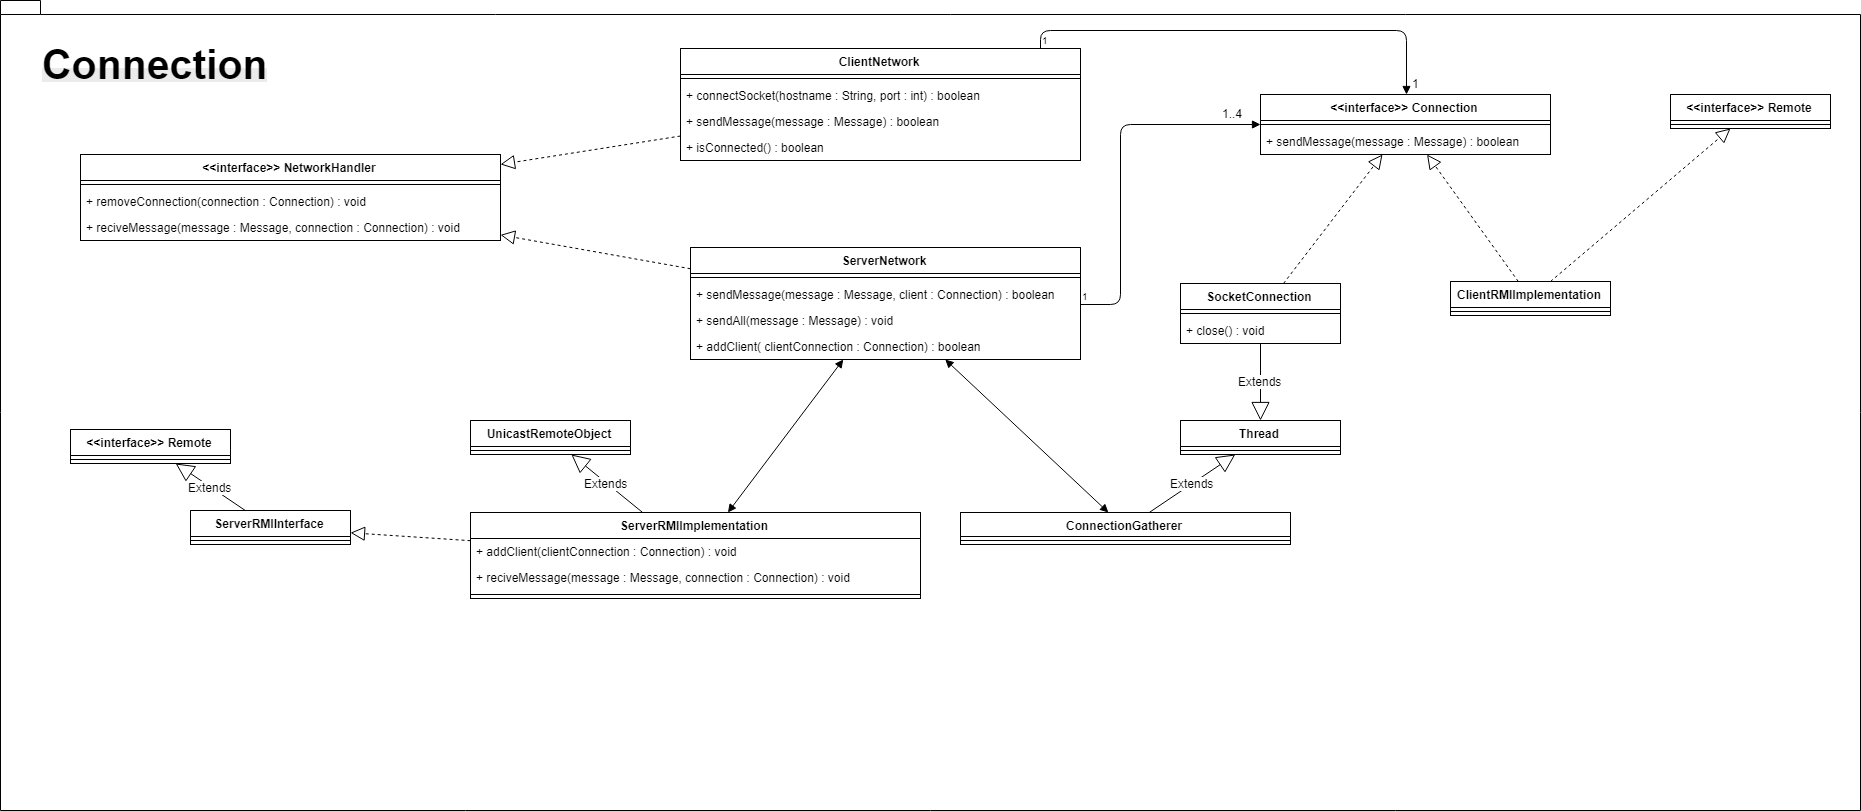 Connection
ClientNetwork
+ connectSocket(hostname : String, port : int) : boolean
+ sendMessage(message : Message) : boolean
+ isConnected() : boolean
1
1
<<interface>> Connection
+ sendMessage(message : Message) : boolean
1..4
<<interface>> Remote
<<interface>> NetworkHandler
+ removeConnection(connection : Connection) : void
+ reciveMessage(message : Message, connection : Connection) : void
ServerNetwork
+ sendMessage(message : Message, client : Connection) : boolean
+ sendAll(message : Message) : void
+ addClient( clientConnection : Connection) : boolean
1
SocketConnection
+ close() : void
ClientRMIImplementation
Extends
Thread
Extends
<<interface>> Remote
Extends
ServerRMIInterface
UnicastRemoteObject
Extends
ServerRMIImplementation
+ addClient(clientConnection : Connection) : void
+ reciveMessage(message : Message, connection : Connection) : void
ConnectionGatherer